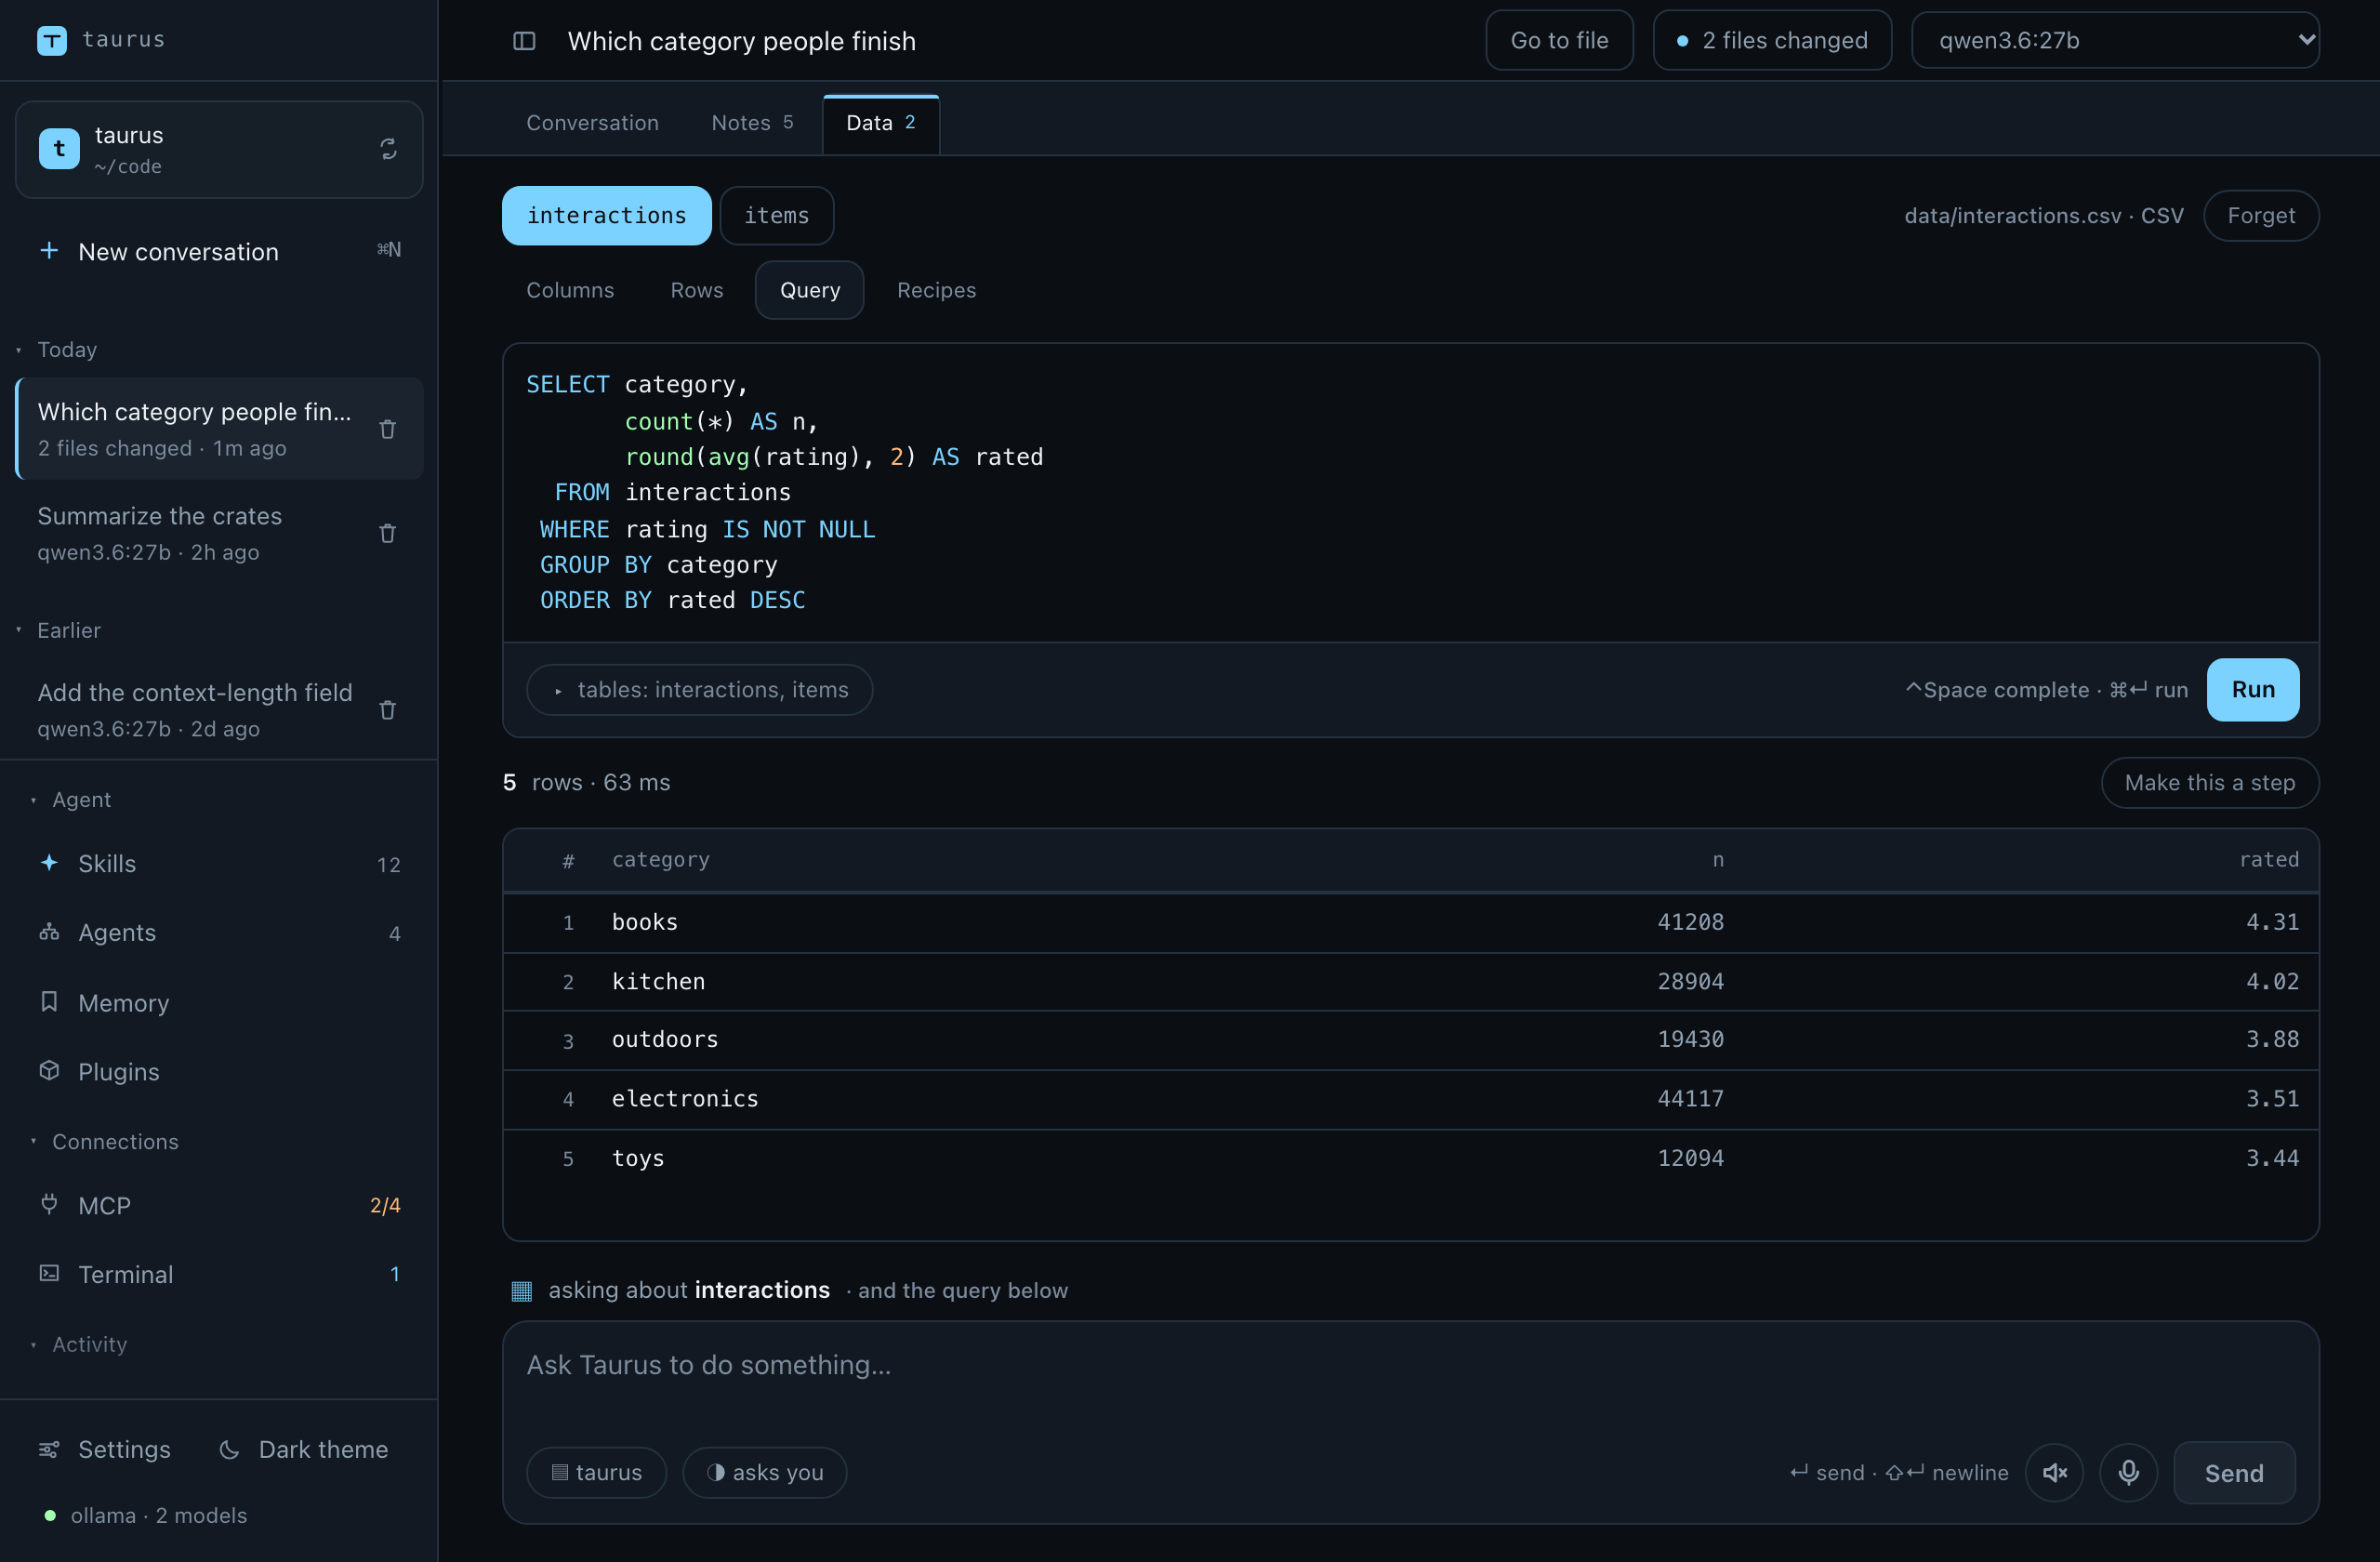 taurus
t taurus
~/code
New conversation ⌘N
Today
Which category people fin...
2 files changed · 1m ago
Summarize the crates
qwen3.6:27b · 2h ago
Earlier
Add the context-length field
qwen3.6:27b · 2d ago
Agent
Skills 12
Agents 4
Memory
Plugins
Connections
MCP 2/4
Terminal 1
Activity
Settings Dark theme
ollama · 2 models
Which category people finish Go to file 2 files changed qwen3.6:27b
Conversation Notes 5 Data 2
interactions items data/interactions.csv · CSV Forget
Columns Rows Query Recipes
SELECT category,
count(*) AS n,
round(avg(rating), 2) AS rated
FROM interactions
WHERE rating IS NOT NULL
GROUP BY category
ORDER BY rated DESC
▸ tables: interactions, items ^Space complete · ⌘↵ run Run
5 rows · 63 ms Make this a step
# category n rated
1 books 41208 4.31
2 kitchen 28904 4.02
3 outdoors 19430 3.88
4 electronics 44117 3.51
5 toys 12094 3.44
asking about interactions · and the query below
Ask Taurus to do something...
taurus asks you ↵ send · ⇧↵ newline Send